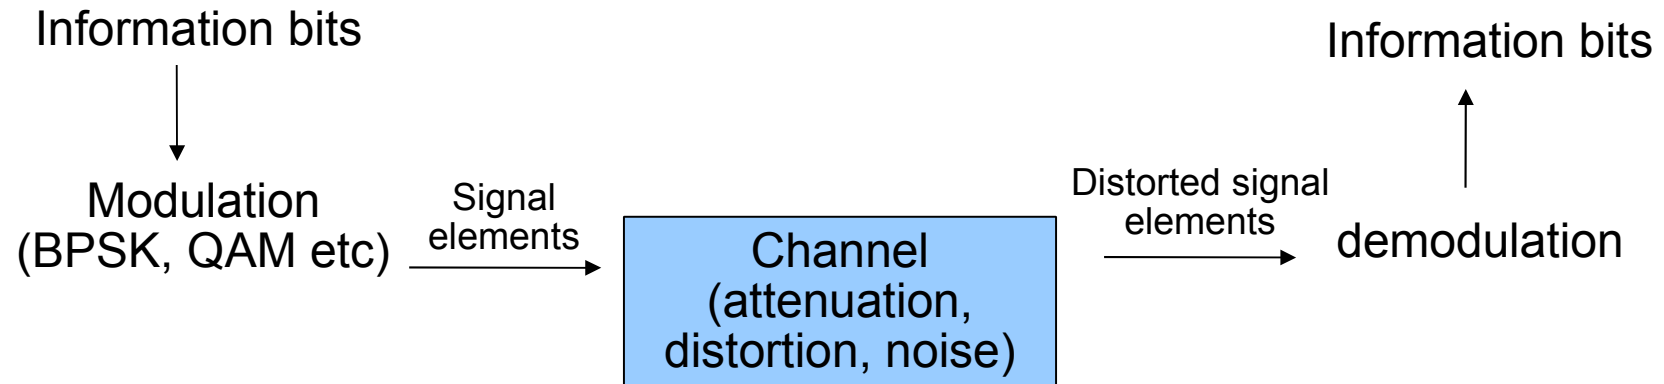 Information bits
Modulation
(BPSK, QAM etc)
Signal
elements
Channel
(attenuation,
distortion, noise)
Distorted signal
elements
demodulation
Information bits